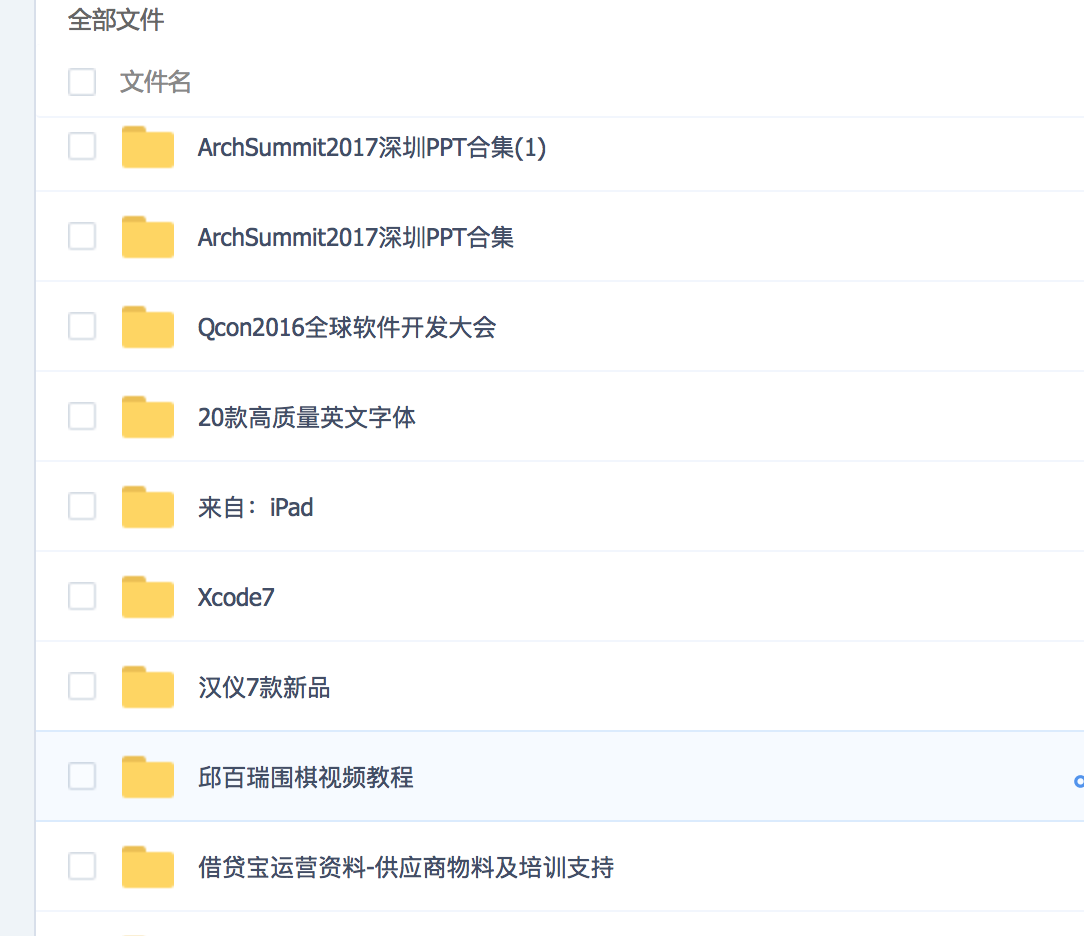 全部文件
文件名
ArchSummit2017深圳PPT合集(1)
ArchSummit2017深圳PPT合集
Qcon2016全球软件开发大会
20款高质量英文字体
来自：iPad
Xcode7
汉仪7款新品
邱百瑞围棋视频教程
借贷宝运营资料-供应商物料及培训支持